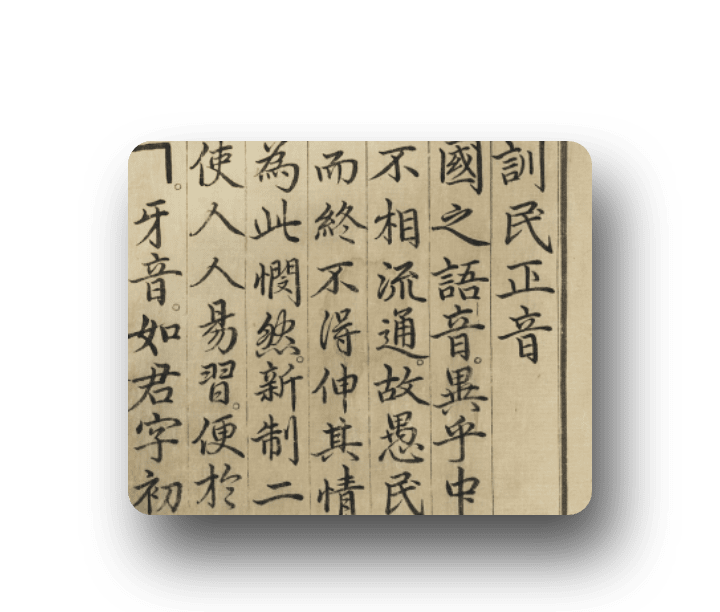 訓民正音
國之語音。異乎中
不相流通。故愚民
而終不得伸其情
為此憫然。新制二
使人人易習。便於
ㄱ。牙音。如君字初